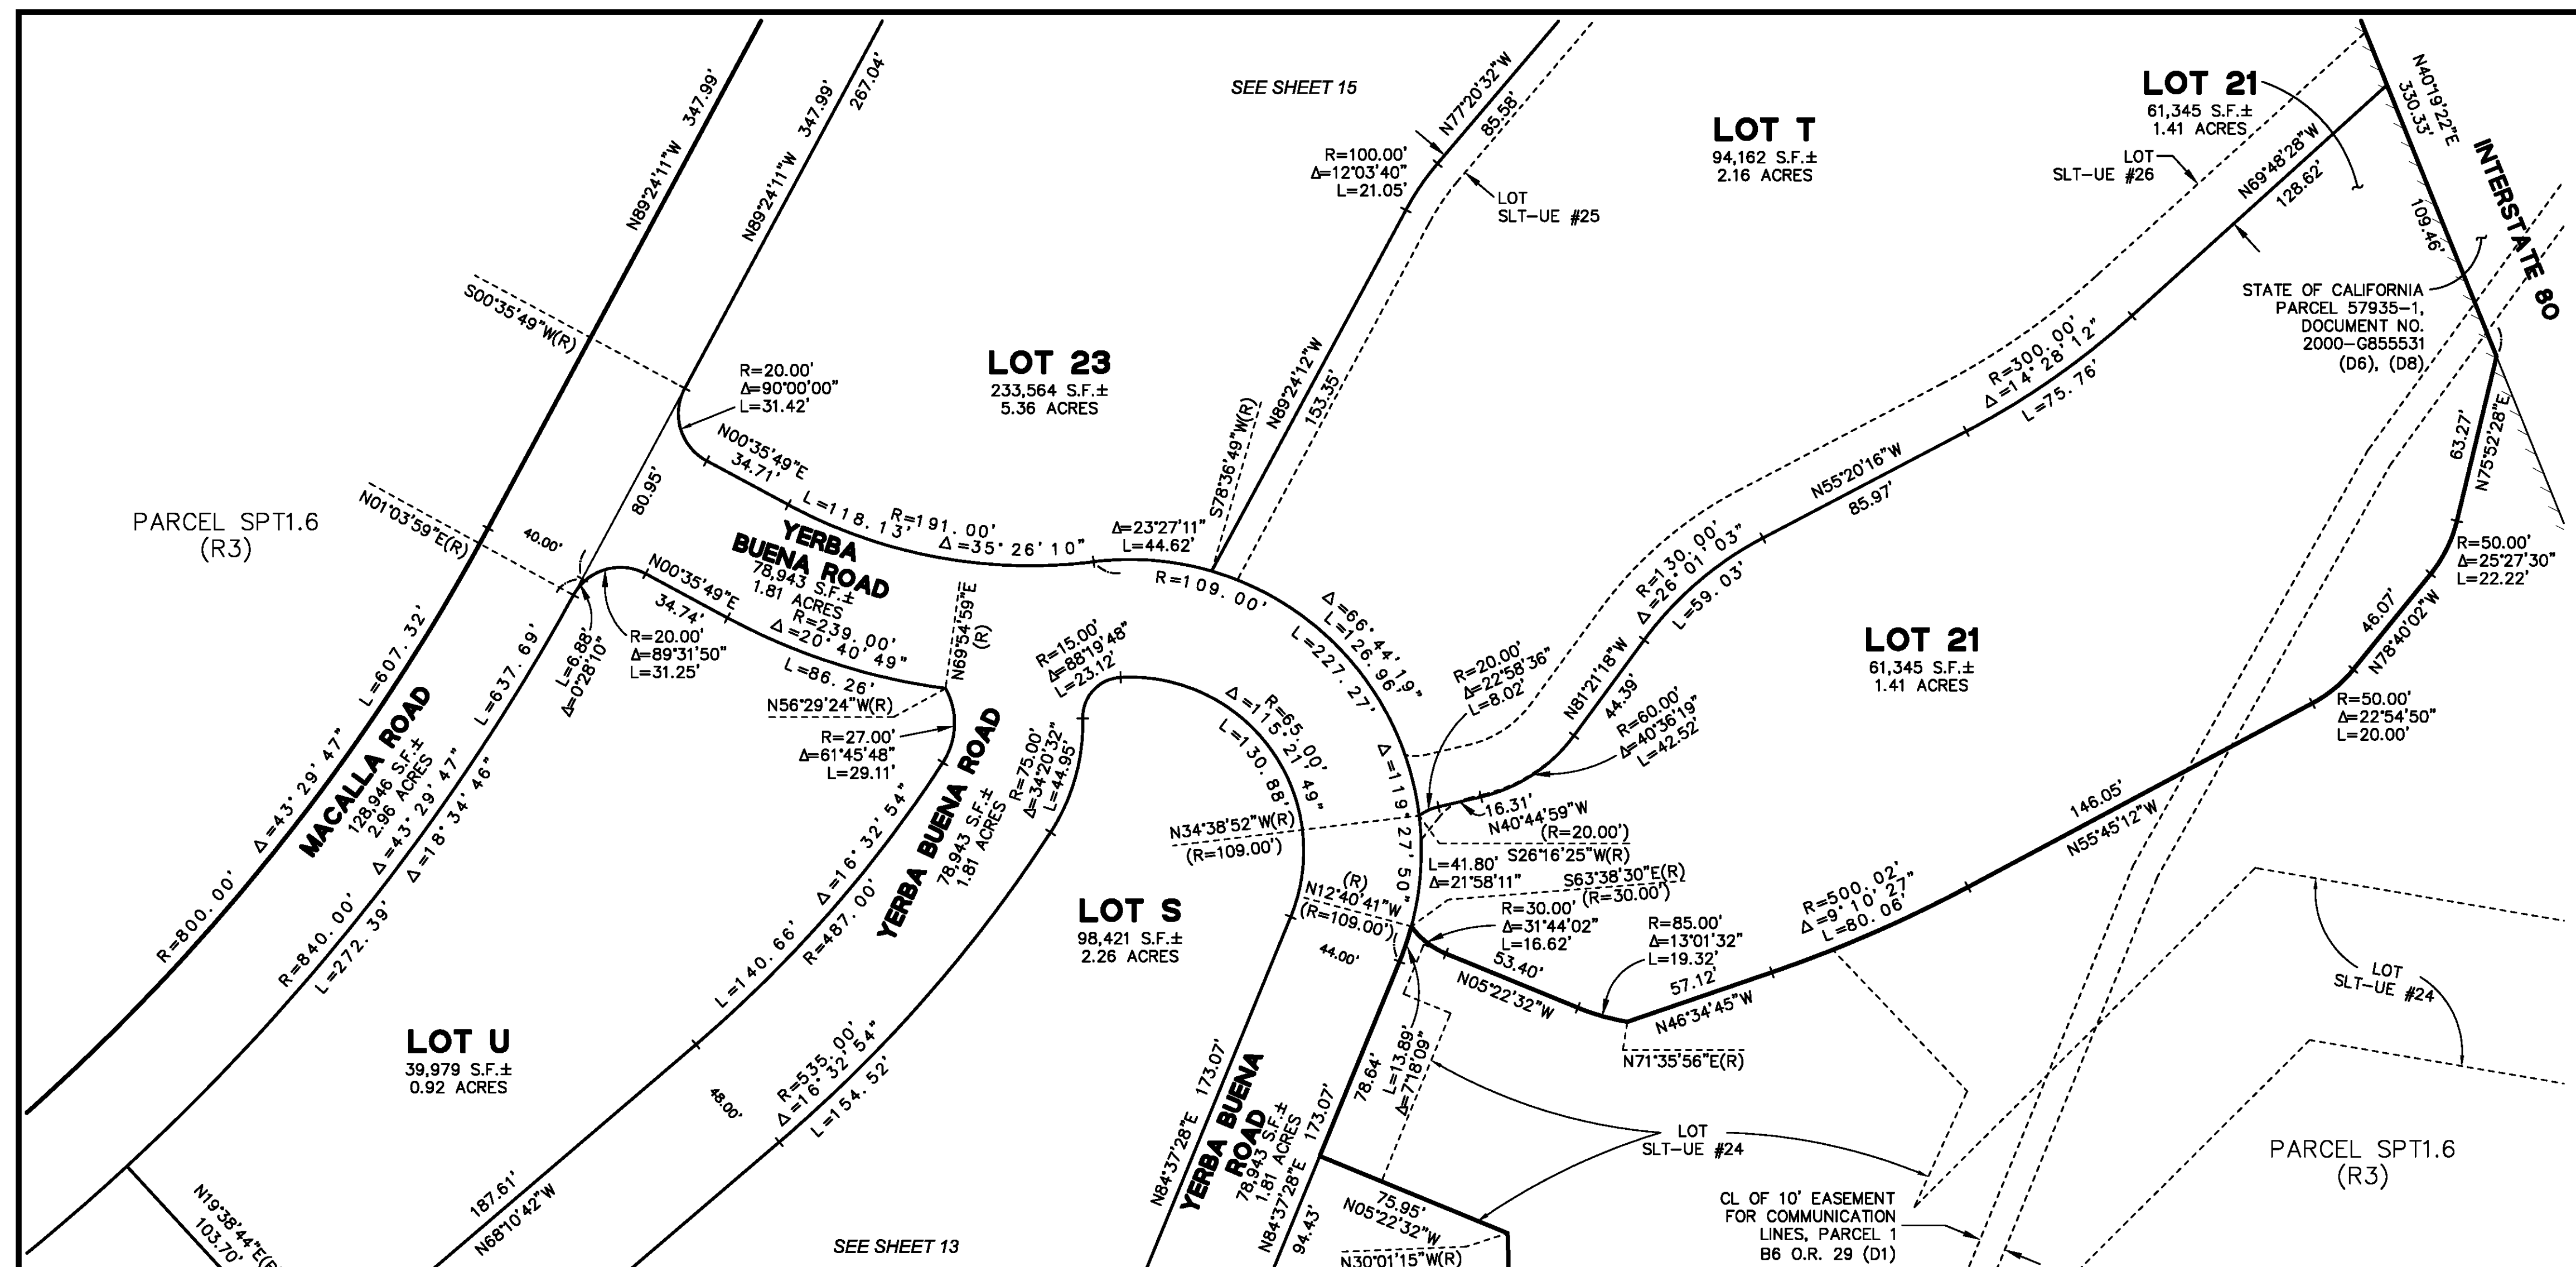 SEE SHEET 15
N89°24'11"W 347.99'
N89°24'11"W 347.99'
267.04'
S00°35'49"W(R)
N01°03'59"E(R)
PARCEL SPT1.6
(R3)
40.00'
80.95'
R=20.00'
Δ=90°00'00"
L=31.42'
N00°35'49"E
34.71'
LOT 23
233,564 S.F.±
5.36 ACRES
R=191.00'
L=118.13'
Δ=35°26'10"
Δ=23°27'11"
L=44.62'
R=109.00'
S78°36'49"W(R)
N89°24'12"W
153.35'
R=100.00'
Δ=12°03'40"
L=21.05'
N77°20'32"W
85.58'
LOT
SLT-UE #25
LOT T
94,162 S.F.±
2.16 ACRES
LOT 21
61,345 S.F.±
1.41 ACRES
LOT
SLT-UE #26
N69°48'28"W
128.62'
N40°19'22"E
330.33'
109.46'
INTERSTATE 80
STATE OF CALIFORNIA
PARCEL 57935-1,
DOCUMENT NO.
2000-G855531
(D6), (D8)
63.27'
N75°52'28"E
R=50.00'
Δ=25°27'30"
L=22.22'
46.07'
N78°40'02"W
R=50.00'
Δ=22°54'50"
L=20.00'
R=300.00'
Δ=14°28'12"
L=75.76'
N55°20'16"W
85.97'
R=130.00'
Δ=26°01'03"
L=59.03'
N81°21'18"W
44.39'
R=60.00'
Δ=40°36'19"
L=42.52'
LOT 21
61,345 S.F.±
1.41 ACRES
146.05'
N55°45'12"W
R=500.02'
Δ=9°10'27"
L=80.06'
R=20.00'
Δ=22°58'36"
L=8.02'
16.31'
N40°44'59"W
(R=20.00')
S26°16'25"W(R)
S63°38'30"E(R)
(R=30.00')
L=41.80'
Δ=21°58'11"
Δ=66°44'19"
L=126.96'
L=227.27'
Δ=119°27'50"
N34°38'52"W(R)
(R=109.00')
(R)
N12°40'41"W
(R=109.00')
44.00'
R=30.00'
Δ=31°44'02"
L=16.62'
R=85.00'
Δ=13°01'32"
L=19.32'
53.40'
N05°22'32"W
57.12'
N46°34'45"W
N71°35'56"E(R)
L=13.89'
Δ=7°18'09"
YERBA
BUENA ROAD
78,943 S.F.±
1.81 ACRES
N00°35'49"E
34.74'
R=239.00'
Δ=20°40'49"
L=86.26'
L=6.88'
Δ=0°28'10"
R=20.00'
Δ=89°31'50"
L=31.25'
N69°54'59"E
(R)
N56°29'24"W(R)
R=27.00'
Δ=61°45'48"
L=29.11'
R=15.00'
Δ=88°19'48"
L=23.12'
R=65.00'
Δ=115°21'49"
L=130.88'
R=75.00'
Δ=34°20'32"
L=44.95'
YERBA BUENA ROAD
78,943 S.F.±
1.81 ACRES
L=607.32'
Δ=43°29'47"
R=800.00'
MACALLA ROAD
128,946 S.F.±
2.96 ACRES
L=637.69'
Δ=43°29'47"
R=840.00'
Δ=18°34'46"
L=272.39'
Δ=16°32'54"
L=140.66'
R=487.00'
R=535.00'
Δ=16°32'54"
L=154.52'
48.00'
LOT S
98,421 S.F.±
2.26 ACRES
LOT U
39,979 S.F.±
0.92 ACRES
187.61'
N68°10'42"W
N19°38'44"E(R
103.70'
SEE SHEET 13
N84°37'28"E 173.07'
YERBA BUENA
ROAD
78,943 S.F.±
1.81 ACRES
N84°37'28"E 173.07'
78.64'
94.43'
75.95'
N05°22'32"W
N30°01'15"W(R)
LOT
SLT-UE #24
LOT
SLT-UE #24
PARCEL SPT1.6
(R3)
CL OF 10' EASEMENT
FOR COMMUNICATION
LINES, PARCEL 1
B6 O.R. 29 (D1)